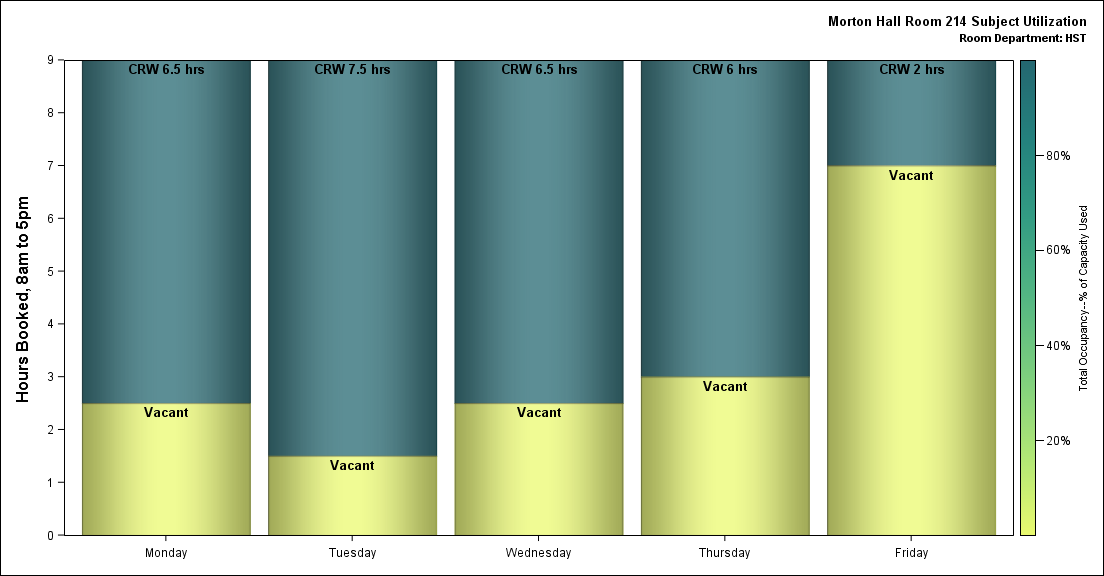 Morton Hall Room 214 Subject Utilization
Room Department: HST
Hours Booked, 8am to 5pm
9
8
7
6
5
4
3
2
1
0
CRW 6.5 hrs
CRW 7.5 hrs
CRW 6.5 hrs
CRW 6 hrs
CRW 2 hrs
Vacant
Vacant
Vacant
Vacant
Vacant
Monday
Tuesday
Wednesday
Thursday
Friday
80%
60%
40%
20%
Total Occupancy--% of Capacity Used